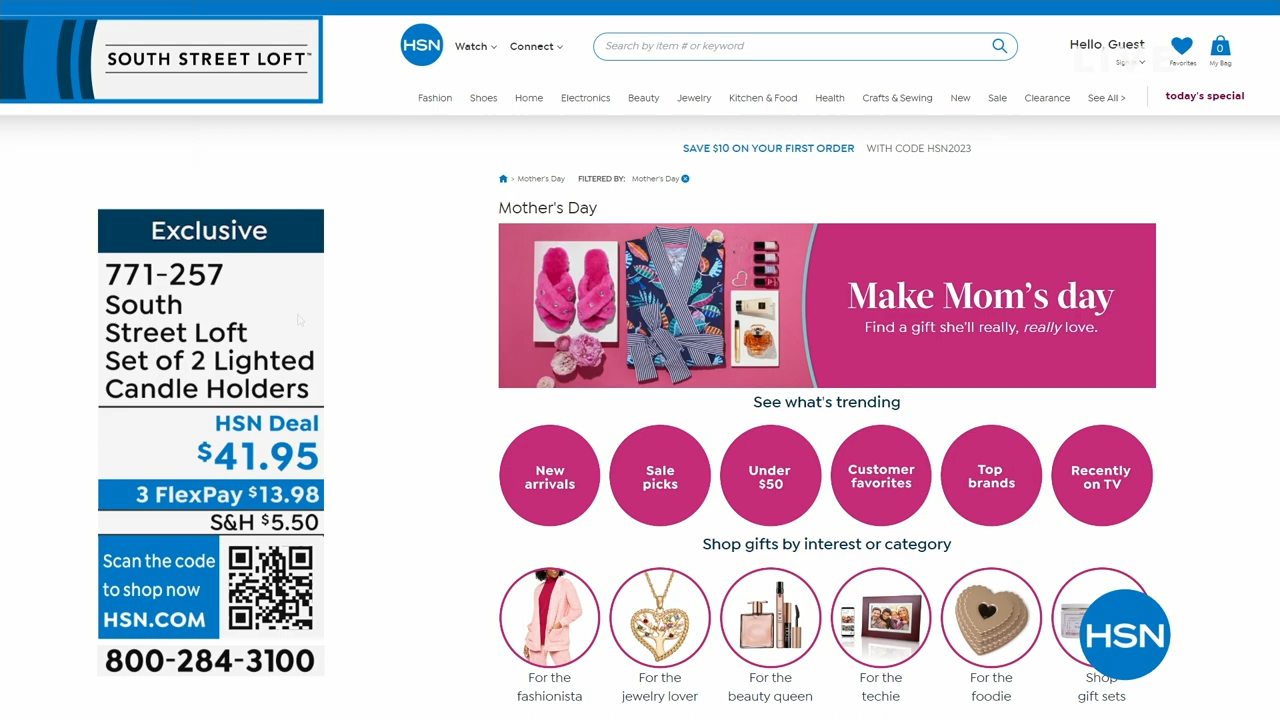 SOUTH STREET LOFT™
HSN
Watch
Connect
Search by item # or keyword
Hello, Guest
Sign in
Favorites
0
My Bag
LIVE
Fashion
Shoes
Home
Electronics
Beauty
Jewelry
Kitchen & Food
Health
Crafts & Sewing
New
Sale
Clearance
See All >
today's special
SAVE $10 ON YOUR FIRST ORDER WITH CODE HSN2023
> Mother's Day FILTERED BY: Mother's Day
Mother's Day
Make Mom's day
Find a gift she'll really, really love.
See what's trending
New
arrivals
Sale
picks
Under
$50
Customer
favorites
Top
brands
Recently
on TV
Shop gifts by interest or category
For the
fashionista
For the
jewelry lover
For the
beauty queen
For the
techie
For the
foodie
Shop
gift sets
HSN
Exclusive
771-257
South
Street Loft
Set of 2 Lighted
Candle Holders
HSN Deal
$41.95
3 FlexPay $13.98
S&H $5.50
Scan the code
to shop now
HSN.COM
800-284-3100